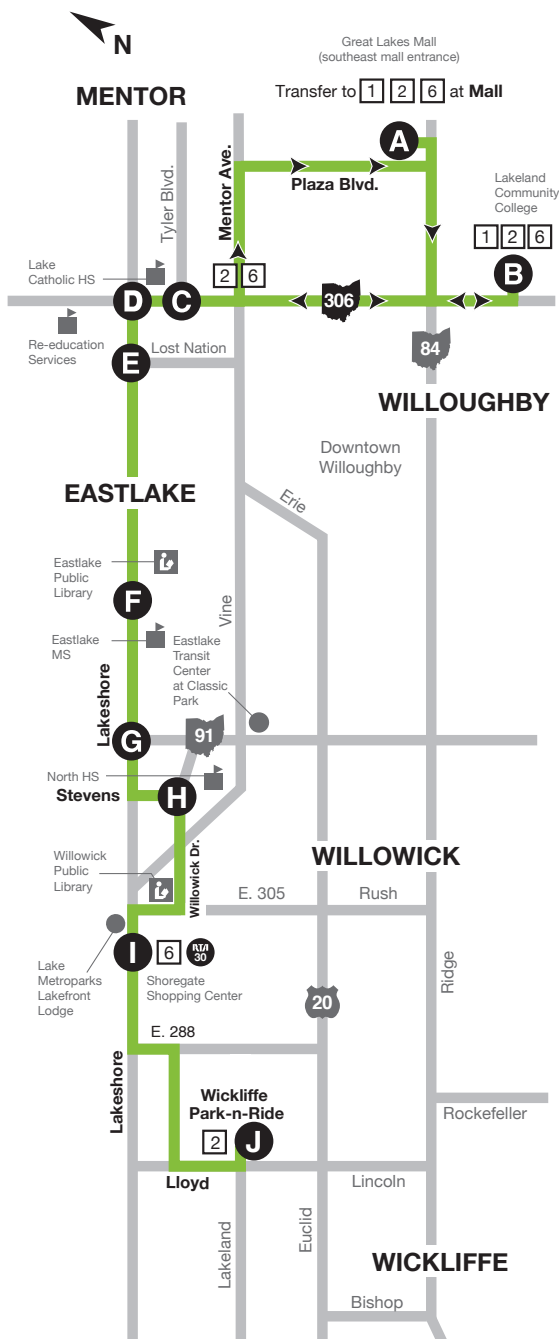 N
Great Lakes Mall
(southeast mall entrance)
Transfer to 1 2 6 at Mall
MENTOR
A
Tyler Blvd.
Mentor Ave.
Plaza Blvd.
Lakeland
Community
College
1 2 6
Lake
Catholic HS
2 6
B
D
C
306
Re-education
Services
E
Lost Nation
84
WILLOUGHBY
Downtown
Willoughby
EASTLAKE
Erie
Eastlake
Public
Library
F
Vine
Eastlake
MS
Eastlake
Transit
Center
at Classic
Park
Lakeshore
G
91
North HS
Stevens
H
Willowick Dr.
WILLOWICK
Willowick
Public
Library
E. 305
Rush
I
6
RTA
30
Ridge
Lake
Metroparks
Lakefront
Lodge
Shoregate
Shopping Center
20
E. 288
Lakeshore
Wickliffe
Park-n-Ride
2
J
Rockefeller
Lloyd
Lincoln
Lakeland
Euclid
WICKLIFFE
Bishop